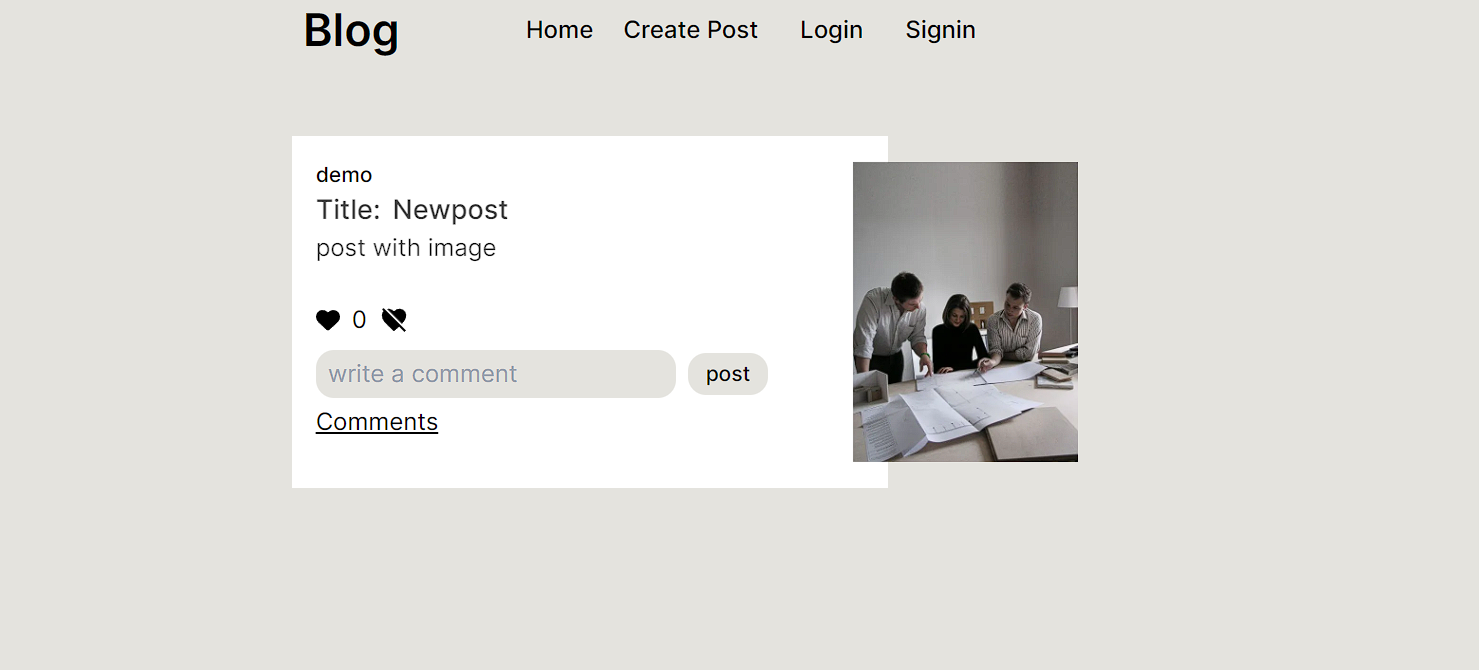 Blog Home Create Post Login Signin
demo
Title: Newpost
post with image
0
write a comment post
Comments